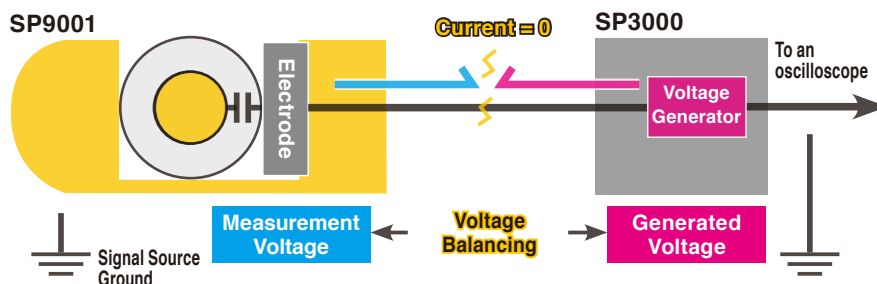 SP9001
Current = 0
SP3000
To an
oscilloscope
Electrode
Voltage
Generator
Measurement
Voltage
Voltage
Balancing
Generated
Voltage
Signal Source
Ground